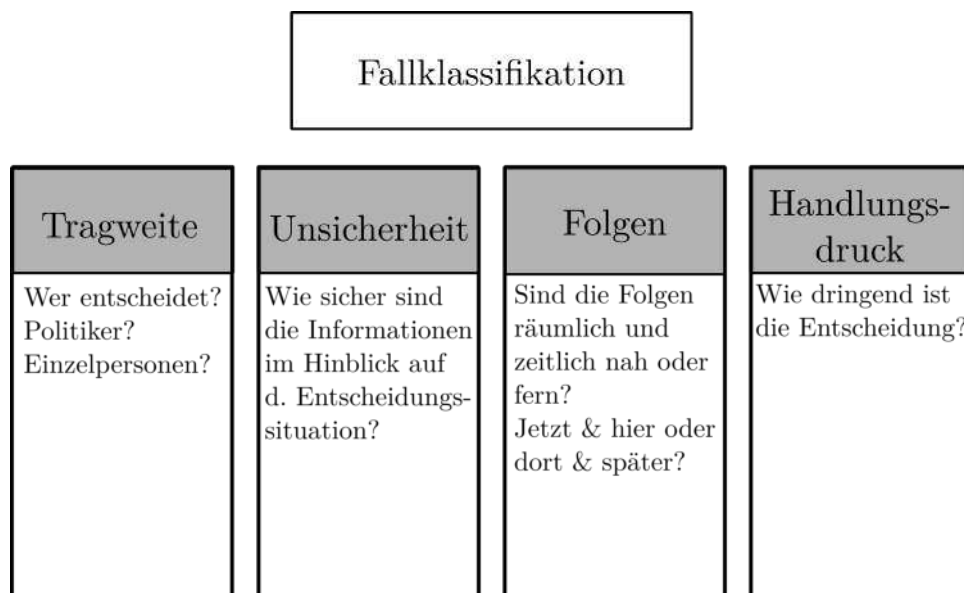 Fallklassifikation
Tragweite
Wer entscheidet?
Politiker?
Einzelpersonen?
Unsicherheit
Wie sicher sind
die Informationen
im Hinblick auf
d. Entscheidungs-
situation?
Folgen
Sind die Folgen
räumlich und
zeitlich nah oder
fern?
Jetzt & hier oder
dort & später?
Handlungs-
druck
Wie dringend ist
die Entscheidung?